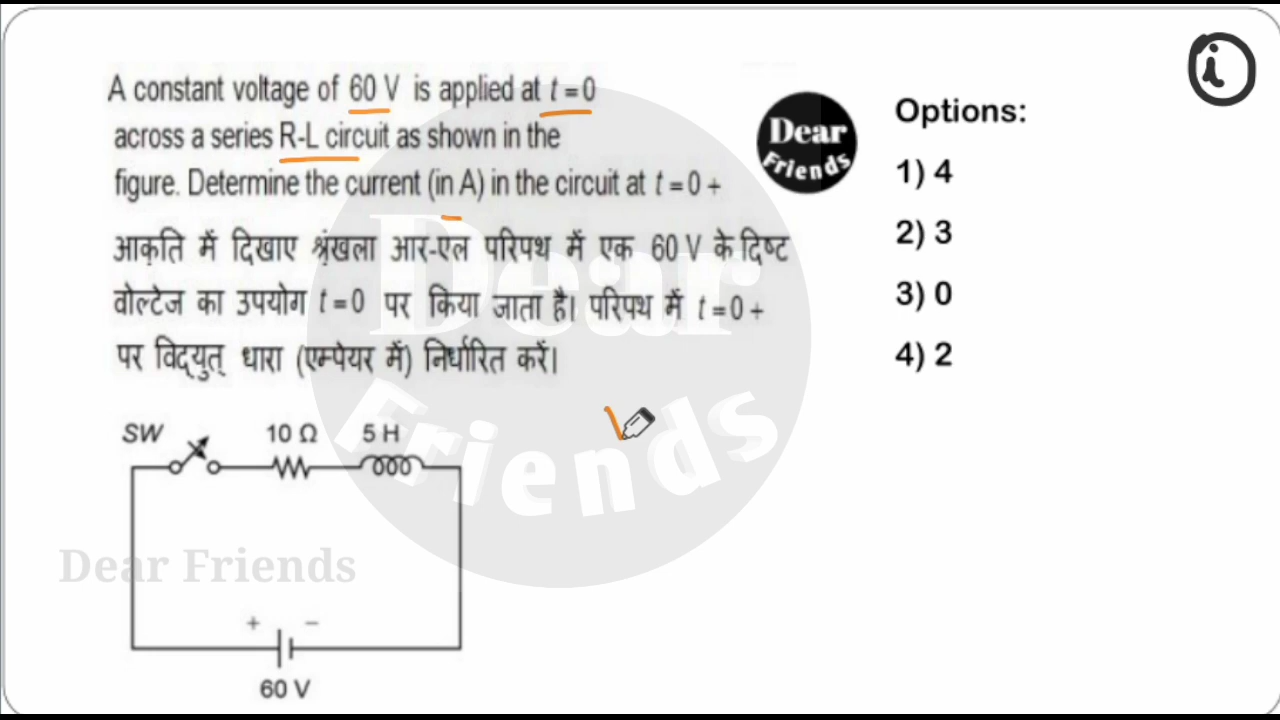 A constant voltage of 60 V is applied at t = 0
across a series R-L circuit as shown in the
figure. Determine the current (in A) in the circuit at t = 0 +
आकृति में दिखाए श्रृंखला आर-एल परिपथ में एक 60 V के दिष्ट
वोल्टेज का उपयोग t = 0 पर किया जाता है। परिपथ में t = 0 +
पर विद्युत् धारा (एम्पेयर में) निर्धारित करें।
SW 10 Ω 5 H
+ −
60 V
Dear
Friends
Options:
1) 4
2) 3
3) 0
4) 2
i
Dear
Friends
Dear Friends